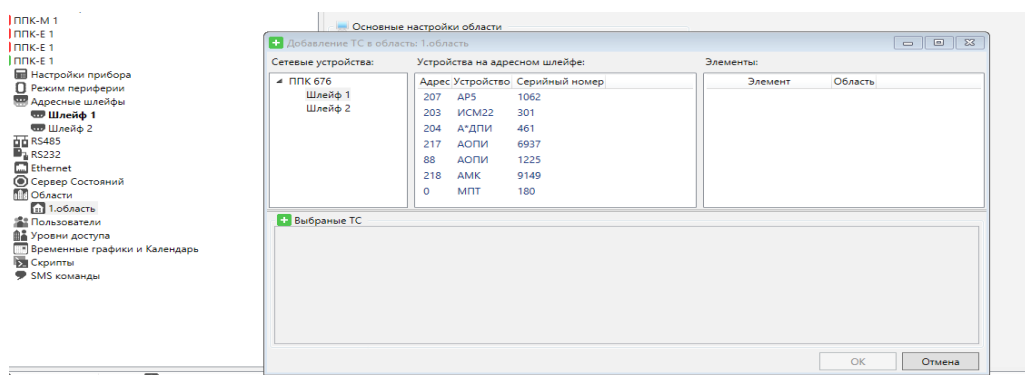 ППК-М 1
ППК-Е 1
ППК-Е 1
ППК-Е 1
Настройки прибора
Режим периферии
Адресные шлейфы
Шлейф 1
Шлейф 2
RS485
RS232
Ethernet
Сервер Состояний
Области
1.область
Пользователи
Уровни доступа
Временные графики и Календарь
Скрипты
SMS команды
Основные настройки области
Добавление ТС в область: 1.область
Сетевые устройства:
ППК 676
Шлейф 1
Шлейф 2
Устройства на адресном шлейфе:
Адрес Устройство Серийный номер
207 АР5 1062
203 ИСМ22 301
204 А*ДПИ 461
217 АОПИ 6937
88 АОПИ 1225
218 АМК 9149
0 МПТ 180
Элементы:
Элемент Область
Выбраные ТС
OK Отмена